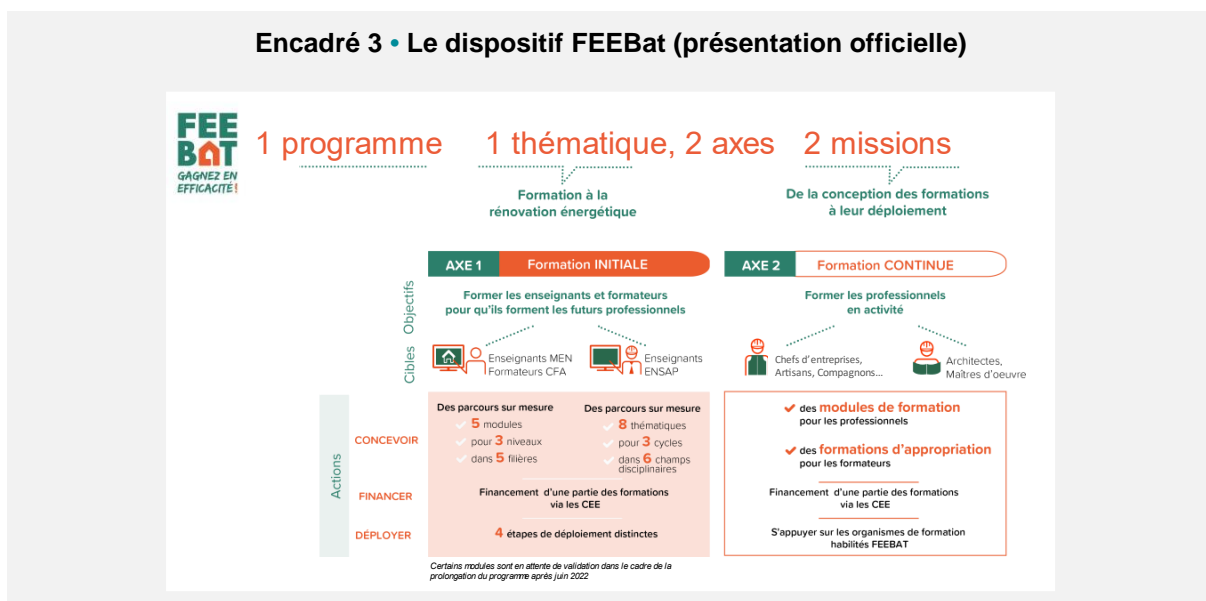 Encadré 3 • Le dispositif FEEBat (présentation officielle)
FEE
BAT
GAGNEZ EN
EFFICACITÉ!
1 programme
1 thématique, 2 axes
2 missions
Formation à la
rénovation énergétique
De la conception des formations
à leur déploiement
AXE 1
Formation INITIALE
AXE 2
Formation CONTINUE
Objectifs
Former les enseignants et formateurs
pour qu'ils forment les futurs professionnels
Former les professionnels
en activité
Cibles
Enseignants MEN
Formateurs CFA
Enseignants
ENSAP
Chefs d'entreprises,
Artisans, Compagnons...
Architectes,
Maîtres d'oeuvre
Actions
CONCEVOIR
Des parcours sur mesure
5 modules
pour 3 niveaux
dans 5 filières
Des parcours sur mesure
8 thématiques
pour 3 cycles
dans 6 champs
disciplinaires
des modules de formation
pour les professionnels
des formations d'appropriation
pour les formateurs
FINANCER
Financement d'une partie des formations
via les CEE
Financement d'une partie des formations
via les CEE
DÉPLOYER
4 étapes de déploiement distinctes
S'appuyer sur les organismes de formation
habilités FEEBAT
Certains modules sont en attente de validation dans le cadre de la
prolongation du programme après juin 2022